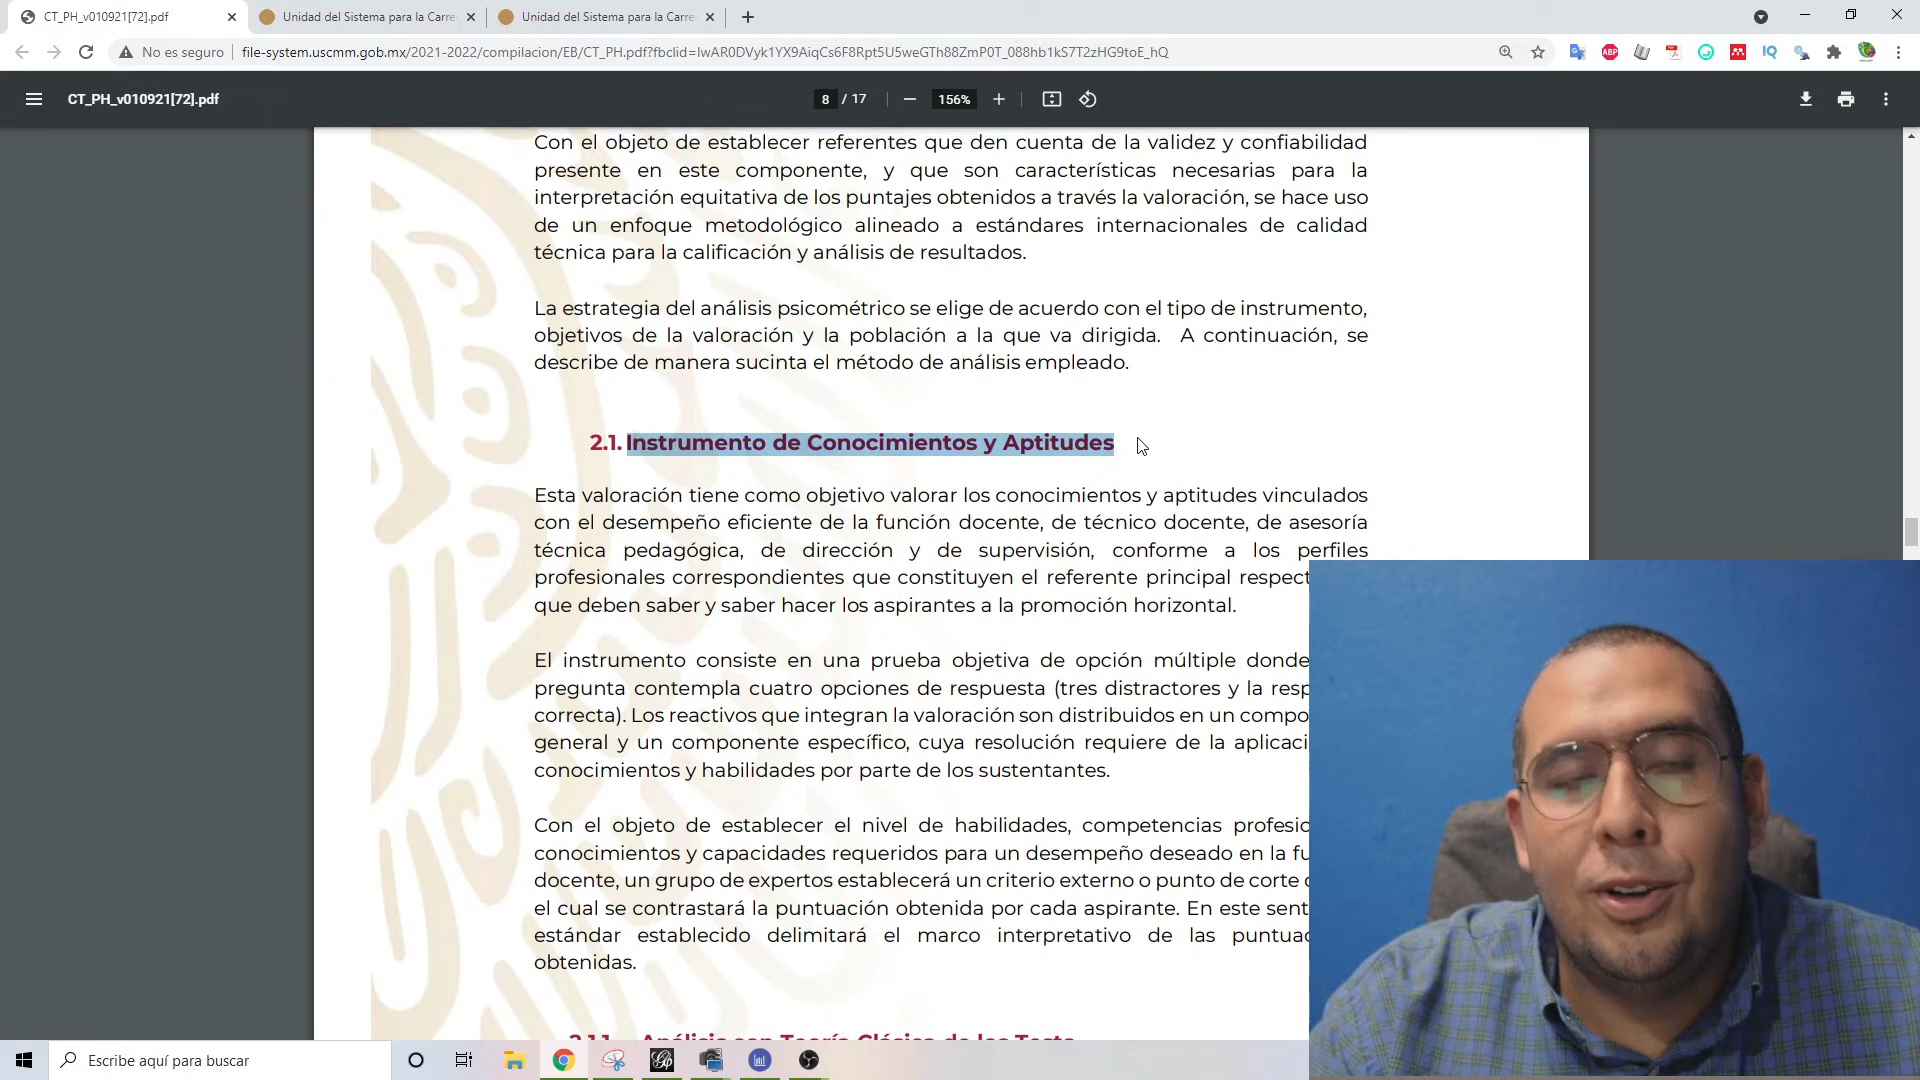 CT_PH_v010921[72].pdf
Unidad del Sistema para la Carre
Unidad del Sistema para la Carre
No es seguro
file-system.uscmm.gob.mx/2021-2022/compilacion/EB/CT_PH.pdf?fbclid=IwAR0DVyk1YX9AiqCs6F8Rpt5U5weGTh88ZmP0T_088hb1kS7T2zHG9toE_hQ
ABP
IQ
CT_PH_v010921[72].pdf
8 / 17
156%
Con el objeto de establecer referentes que den cuenta de la validez y confiabilidad
presente en este componente, y que son características necesarias para la
interpretación equitativa de los puntajes obtenidos a través la valoración, se hace uso
de un enfoque metodológico alineado a estándares internacionales de calidad
técnica para la calificación y análisis de resultados.
La estrategia del análisis psicométrico se elige de acuerdo con el tipo de instrumento,
objetivos de la valoración y la población a la que va dirigida. A continuación, se
describe de manera sucinta el método de análisis empleado.
2.1. Instrumento de Conocimientos y Aptitudes
Esta valoración tiene como objetivo valorar los conocimientos y aptitudes vinculados
con el desempeño eficiente de la función docente, de técnico docente, de asesoría
técnica pedagógica, de dirección y de supervisión, conforme a los perfiles
profesionales correspondientes que constituyen el referente principal respect
que deben saber y saber hacer los aspirantes a la promoción horizontal.
El instrumento consiste en una prueba objetiva de opción múltiple donde
pregunta contempla cuatro opciones de respuesta (tres distractores y la resp
correcta). Los reactivos que integran la valoración son distribuidos en un compo
general y un componente específico, cuya resolución requiere de la aplicaci
conocimientos y habilidades por parte de los sustentantes.
Con el objeto de establecer el nivel de habilidades, competencias profesio
conocimientos y capacidades requeridos para un desempeño deseado en la fu
docente, un grupo de expertos establecerá un criterio externo o punto de corte
el cual se contrastará la puntuación obtenida por cada aspirante. En este sent
estándar establecido delimitará el marco interpretativo de las puntuac
obtenidas.
2.1.1. Análisis con Teoría Clásica de los Tests
Escribe aquí para buscar